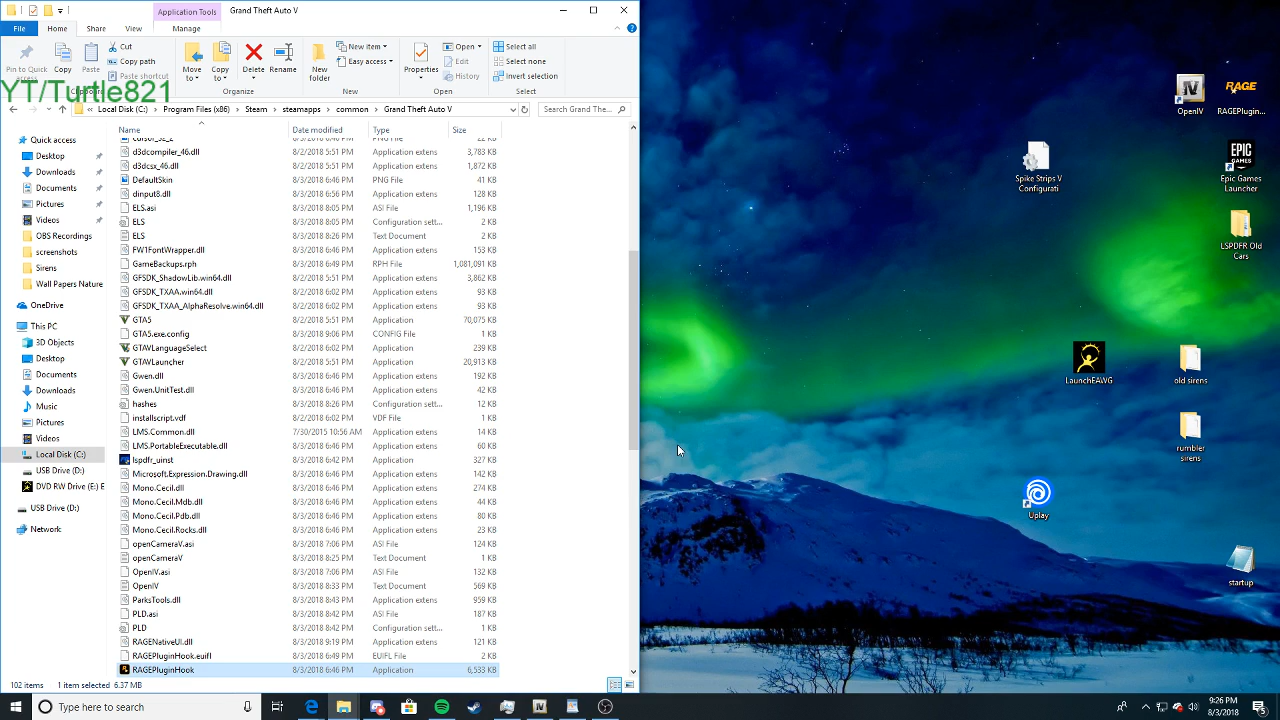 Application Tools
Grand Theft Auto V
File
Home
Share
View
Manage
Pin to Quick access
Copy
Paste
Cut
Copy path
Paste shortcut
Move to
Copy to
Delete
Rename
Organize
New folder
New item
Easy access
New
Properties
Open
Edit
History
Open
Select all
Select none
Invert selection
Select
YT/Turtle821
« Local Disk (C:) > Program Files (x86) > Steam > steamapps > common > Grand Theft Auto V
Search Grand The...
Name Date modified Type Size
Quick access
Desktop
Downloads
Documents
Pictures
Videos
OBS Recordings
screenshots
Sirens
Wall Papers Nature
OneDrive
This PC
3D Objects
Desktop
Documents
Downloads
Music
Pictures
Videos
Local Disk (C:)
USB Drive (D:)
DVD RW Drive (E:) E
USB Drive (D:)
Network
d3dcompiler_46.dll 8/2/2018 5:51 PM Application extens 3,783 KB
d3dcsx_46.dll 8/2/2018 5:51 PM Application extens 1,872 KB
DefaultSkin 8/3/2018 6:46 PM PNG File 41 KB
dinput8.dll 8/3/2018 6:56 PM Application extens 128 KB
ELS.asi 8/3/2018 8:05 PM ASI File 1,196 KB
ELS 8/3/2018 8:05 PM Configuration sett... 2 KB
ELS 8/3/2018 8:26 PM Text Document 2 KB
FW1FontWrapper.dll 8/3/2018 6:46 PM Application extens 153 KB
GameBackups.rph 8/3/2018 6:49 PM RPH File 1,081,091 KB
GFSDK_ShadowLib.win64.dll 8/2/2018 5:51 PM Application extens 3,862 KB
GFSDK_TXAA.win64.dll 8/2/2018 6:02 PM Application extens 93 KB
GFSDK_TXAA_AlphaResolve.win64.dll 8/2/2018 6:02 PM Application extens 93 KB
GTA5 8/2/2018 5:51 PM Application 70,075 KB
GTA5.exe.config 8/3/2018 9:06 PM CONFIG File 1 KB
GTAVLanguageSelect 8/2/2018 6:02 PM Application 239 KB
GTAVLauncher 8/2/2018 5:51 PM Application 20,913 KB
Gwen.dll 8/3/2018 6:46 PM Application extens 192 KB
Gwen.UnitTest.dll 8/3/2018 6:46 PM Application extens 42 KB
hashes 8/3/2018 8:26 PM Configuration sett... 12 KB
installscript.vdf 8/2/2018 6:02 PM VDF File 1 KB
LMS.Common.dll 7/30/2015 10:56 AM Application extens 14 KB
LMS.PortableExecutable.dll 8/3/2018 6:46 PM Application extens 60 KB
lspdfr_uninst 8/3/2018 6:42 PM Application 327 KB
Microsoft.Expression.Drawing.dll 8/3/2018 6:46 PM Application extens 142 KB
Mono.Cecil.dll 8/3/2018 6:46 PM Application extens 274 KB
Mono.Cecil.Mdb.dll 8/3/2018 6:46 PM Application extens 44 KB
Mono.Cecil.Pdb.dll 8/3/2018 6:46 PM Application extens 80 KB
Mono.Cecil.Rocks.dll 8/3/2018 6:46 PM Application extens 23 KB
openCameraV.asi 8/3/2018 7:06 PM ASI File 124 KB
openCameraV 8/3/2018 8:25 PM Text Document 1 KB
OpenIV.asi 8/3/2018 7:06 PM ASI File 132 KB
OpenIV 8/3/2018 8:33 PM Text Document 569 KB
ParksTools.dll 8/3/2018 8:43 PM Application extens 959 KB
PLD.asi 8/3/2018 8:42 PM ASI File 187 KB
PLD 8/3/2018 8:42 PM Configuration sett... 1 KB
RAGENativeUI.dll 8/3/2018 9:19 PM Application extens 121 KB
RAGEPluginHook.euifl 8/3/2018 6:49 PM EUIFL File 2 KB
RAGEPluginHook 8/3/2018 6:46 PM Application 6,533 KB
102 items 1 item selected 6.37 MB
OpenIV
RAGE
RAGEPlugin...
Spike Strips V Configurati
EPIC GAMES
Epic Games Launcher
LSPDFR Old Cars
LaunchEAWG
old sirens
rumbler sirens
Uplay
startup
Type here to search
9:26 PM
8/3/2018